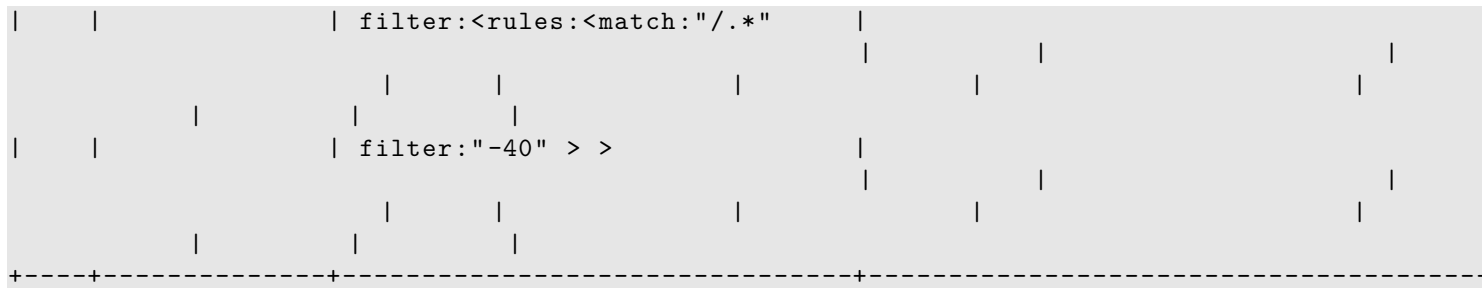 |    |              | filter:<rules:<match:"/.*"     |
|          |                     |
|      |              |              |                       |
|         |         |
|    |              | filter:"-40" > >               |
|          |                     |
|      |              |              |                       |
|         |         |
+----+--------------+--------------------------------+---------------------------------------